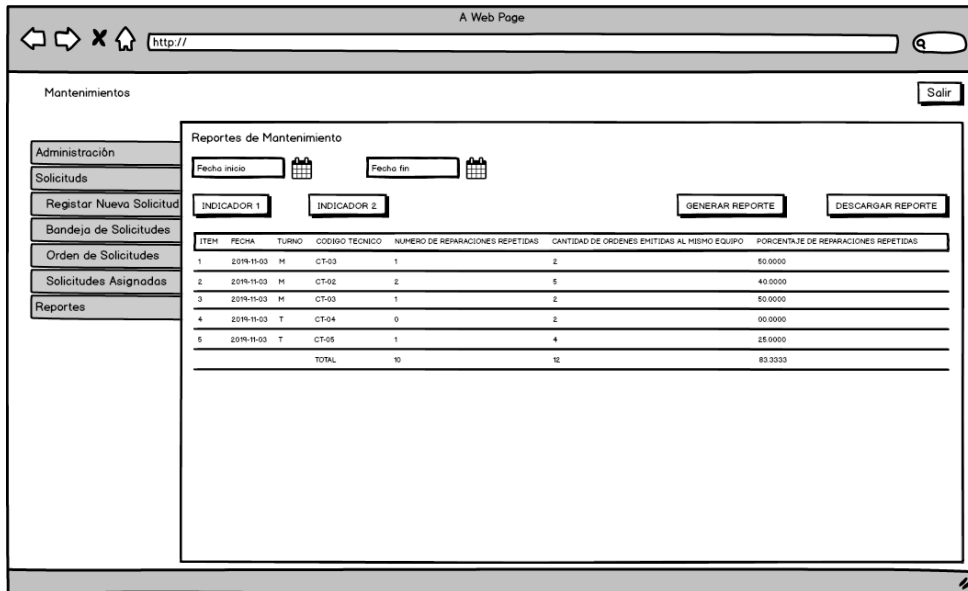 A Web Page
http://
Mantenimientos
Salir
Administración
Solicituds
Registar Nueva Solicitud
Bandeja de Solicitudes
Orden de Solicitudes
Solicitudes Asignadas
Reportes
Reportes de Mantenimiento
Fecha inicio Fecha fin
INDICADOR 1 INDICADOR 2 GENERAR REPORTE DESCARGAR REPORTE
ITEM FECHA TURNO CODIGO TECNICO NUMERO DE REPARACIONES REPETIDAS CANTIDAD DE ORDENES EMITIDAS AL MISMO EQUIPO PORCENTAJE DE REPARACIONES REPETIDAS
1 2019-11-03 M CT-03 1 2 50.0000
2 2019-11-03 M CT-02 2 5 40.0000
3 2019-11-03 M CT-03 1 2 50.0000
4 2019-11-03 T CT-04 0 2 00.0000
5 2019-11-03 T CT-05 1 4 25.0000
TOTAL 10 12 83.3333